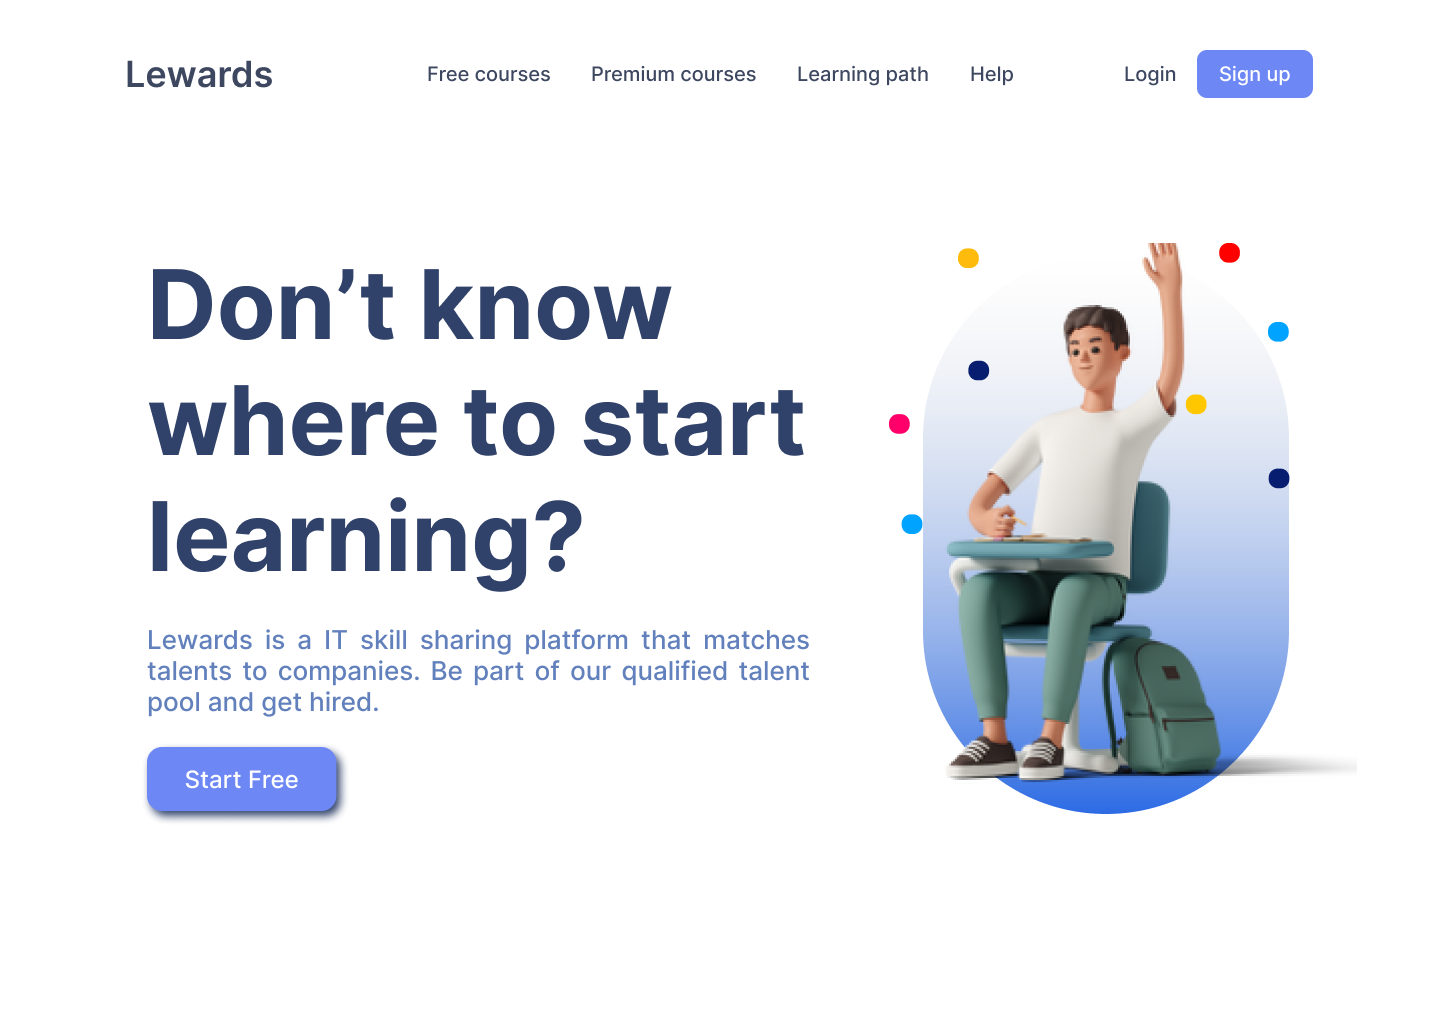 Lewards
Free courses
Premium courses
Learning path
Help
Login
Sign up
Don’t know
where to start
learning?
Lewards is a IT skill sharing platform that matches
talents to companies. Be part of our qualified talent
pool and get hired.
Start Free